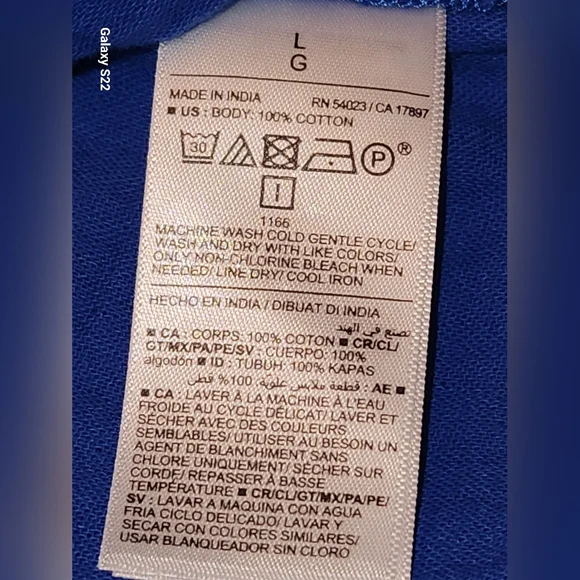 Galaxy S22
L
G
MADE IN INDIA RN 54023 / CA 17897
■ US : BODY: 100% COTTON
30 P ®
1166
MACHINE WASH COLD GENTLE CYCLE/
WASH AND DRY WITH LIKE COLORS/
ONLY NON-CHLORINE BLEACH WHEN
NEEDED/ LINE DRY/ COOL IRON
HECHO EN INDIA / DIBUAT DI INDIA
تصنع في الهند
■ CA : CORPS: 100% COTON ■ CR/CL/
GT/MX/PA/PE/SV : CUERPO: 100%
algodón ■ ID : TUBUH: 100% KAPAS
■ AE : قطعة ملابس علوية: 100% قطن
■ CA : LAVER À LA MACHINE À L'EAU
FROIDE AU CYCLE DÉLICAT/ LAVER ET
SÉCHER AVEC DES COULEURS
SEMBLABLES/ UTILISER AU BESOIN UN
AGENT DE BLANCHIMENT SANS
CHLORE UNIQUEMENT/ SÉCHER SUR
CORDE/ REPASSER À BASSE
TEMPÉRATURE ■ CR/CL/GT/MX/PA/PE/
SV : LAVAR A MAQUINA CON AGUA
FRIA CICLO DELICADO/ LAVAR Y
SECAR CON COLORES SIMILARES/
USAR BLANQUEADOR SIN CLORO